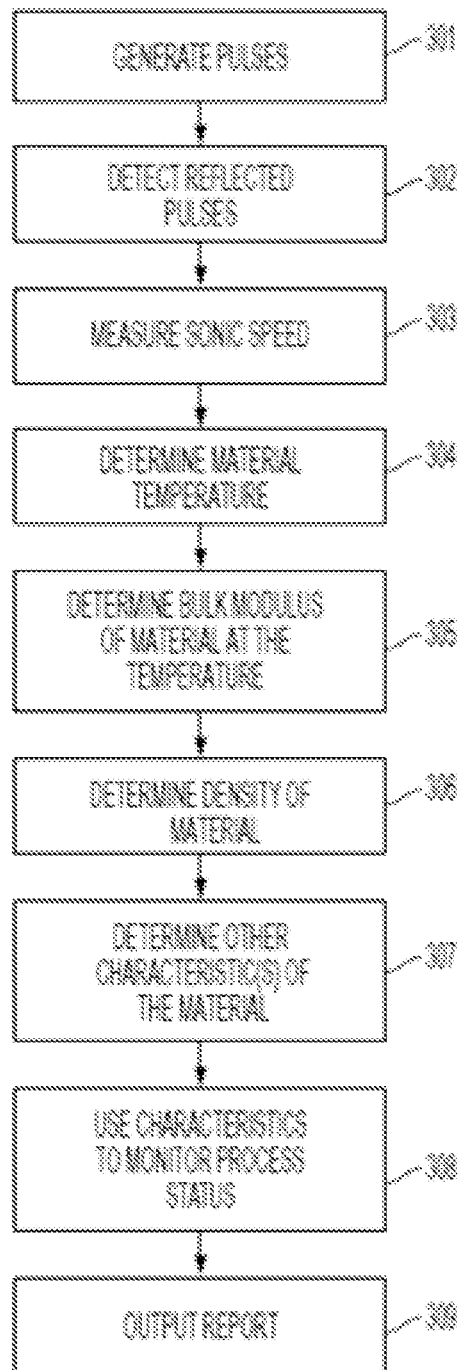 GENERATE PULSES
301
DETECT REFLECTED
PULSES
302
MEASURE SONIC SPEED
303
DETERMINE MATERIAL
TEMPERATURE
304
DETERMINE BULK MODULUS
OF MATERIAL AT THE
TEMPERATURE
305
DETERMINE DENSITY OF
MATERIAL
306
DETERMINE OTHER
CHARACTERISTIC(S) OF
THE MATERIAL
307
USE CHARACTERISTICS
TO MONITOR PROCESS
STATUS
308
OUTPUT REPORT
309